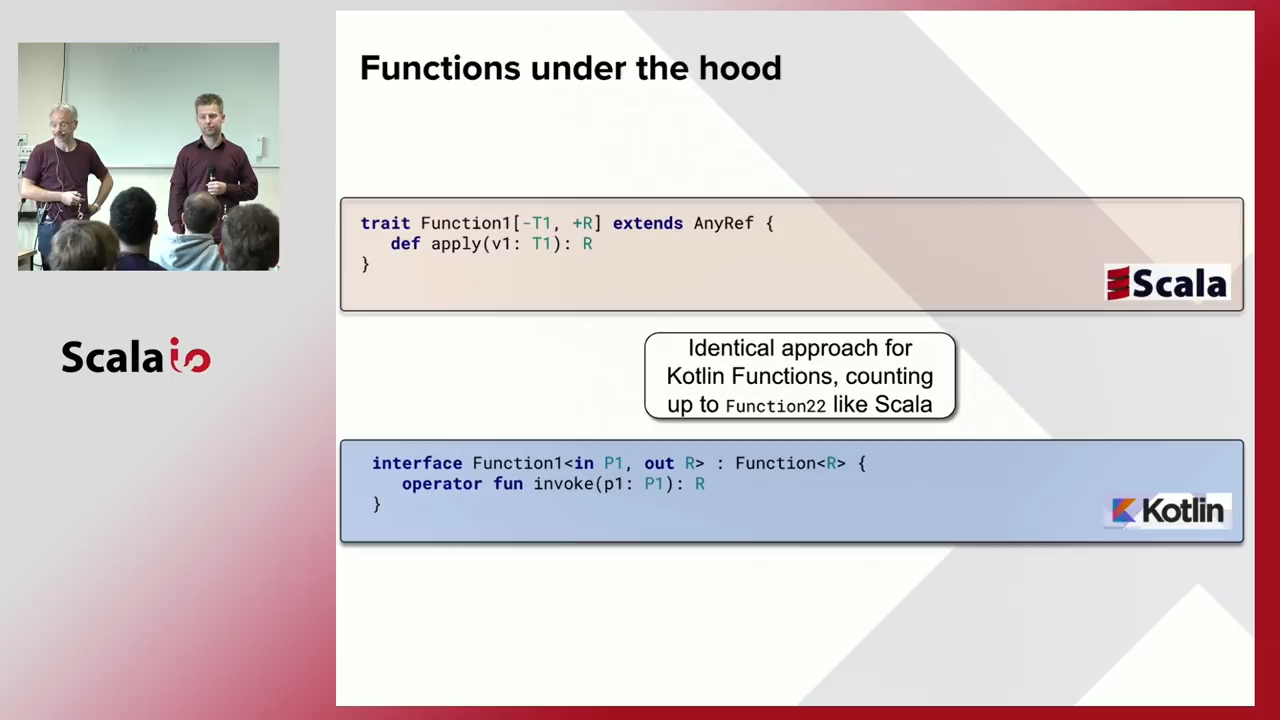 Functions under the hood
trait Function1[-T1, +R] extends AnyRef {
def apply(v1: T1): R
}
Scala
Identical approach for
Kotlin Functions, counting
up to Function22 like Scala
interface Function1<in P1, out R> : Function<R> {
operator fun invoke(p1: P1): R
}
Kotlin
Scala io